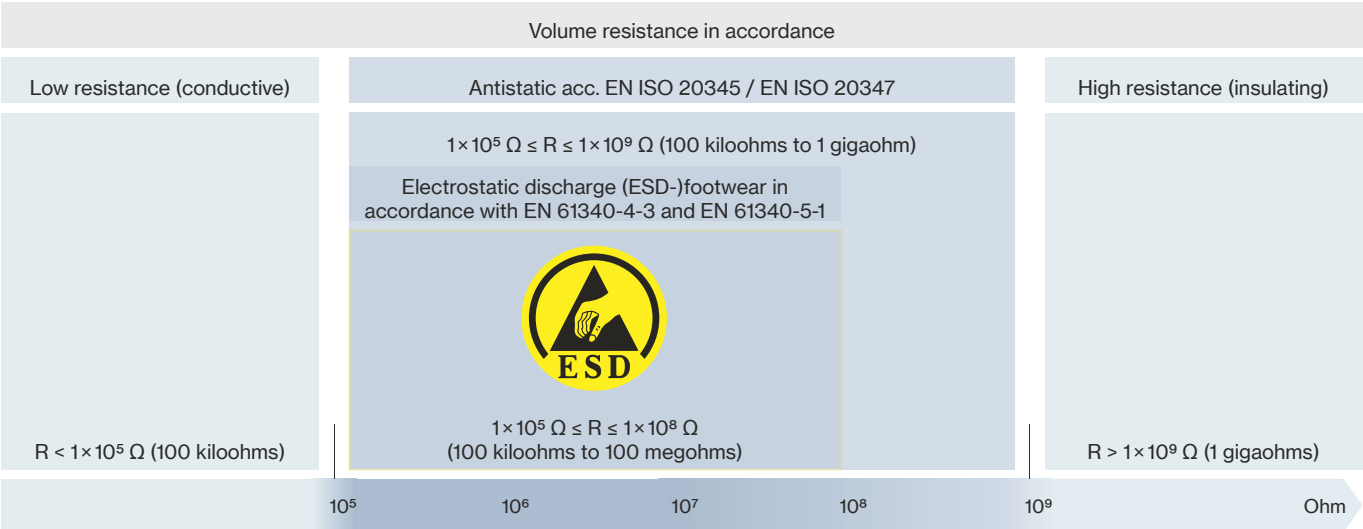 Volume resistance in accordance
Low resistance (conductive)
Antistatic acc. EN ISO 20345 / EN ISO 20347
High resistance (insulating)
1×10⁵ Ω ≤ R ≤ 1×10⁹ Ω (100 kiloohms to 1 gigaohm)
Electrostatic discharge (ESD-)footwear in
accordance with EN 61340-4-3 and EN 61340-5-1
ESD
1×10⁵ Ω ≤ R ≤ 1×10⁸ Ω
(100 kiloohms to 100 megohms)
R < 1×10⁵ Ω (100 kiloohms)
R > 1×10⁹ Ω (1 gigaohms)
10⁵ 10⁶ 10⁷ 10⁸ 10⁹ Ohm